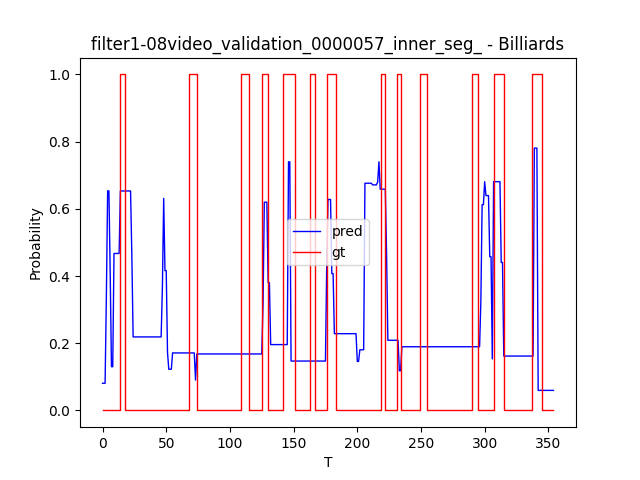 filter1-08video_validation_0000057_inner_seg_ - Billiards
1.0
0.8
0.6
0.4
0.2
0.0
Probability
pred
gt
0 50 100 150 200 250 300 350
T